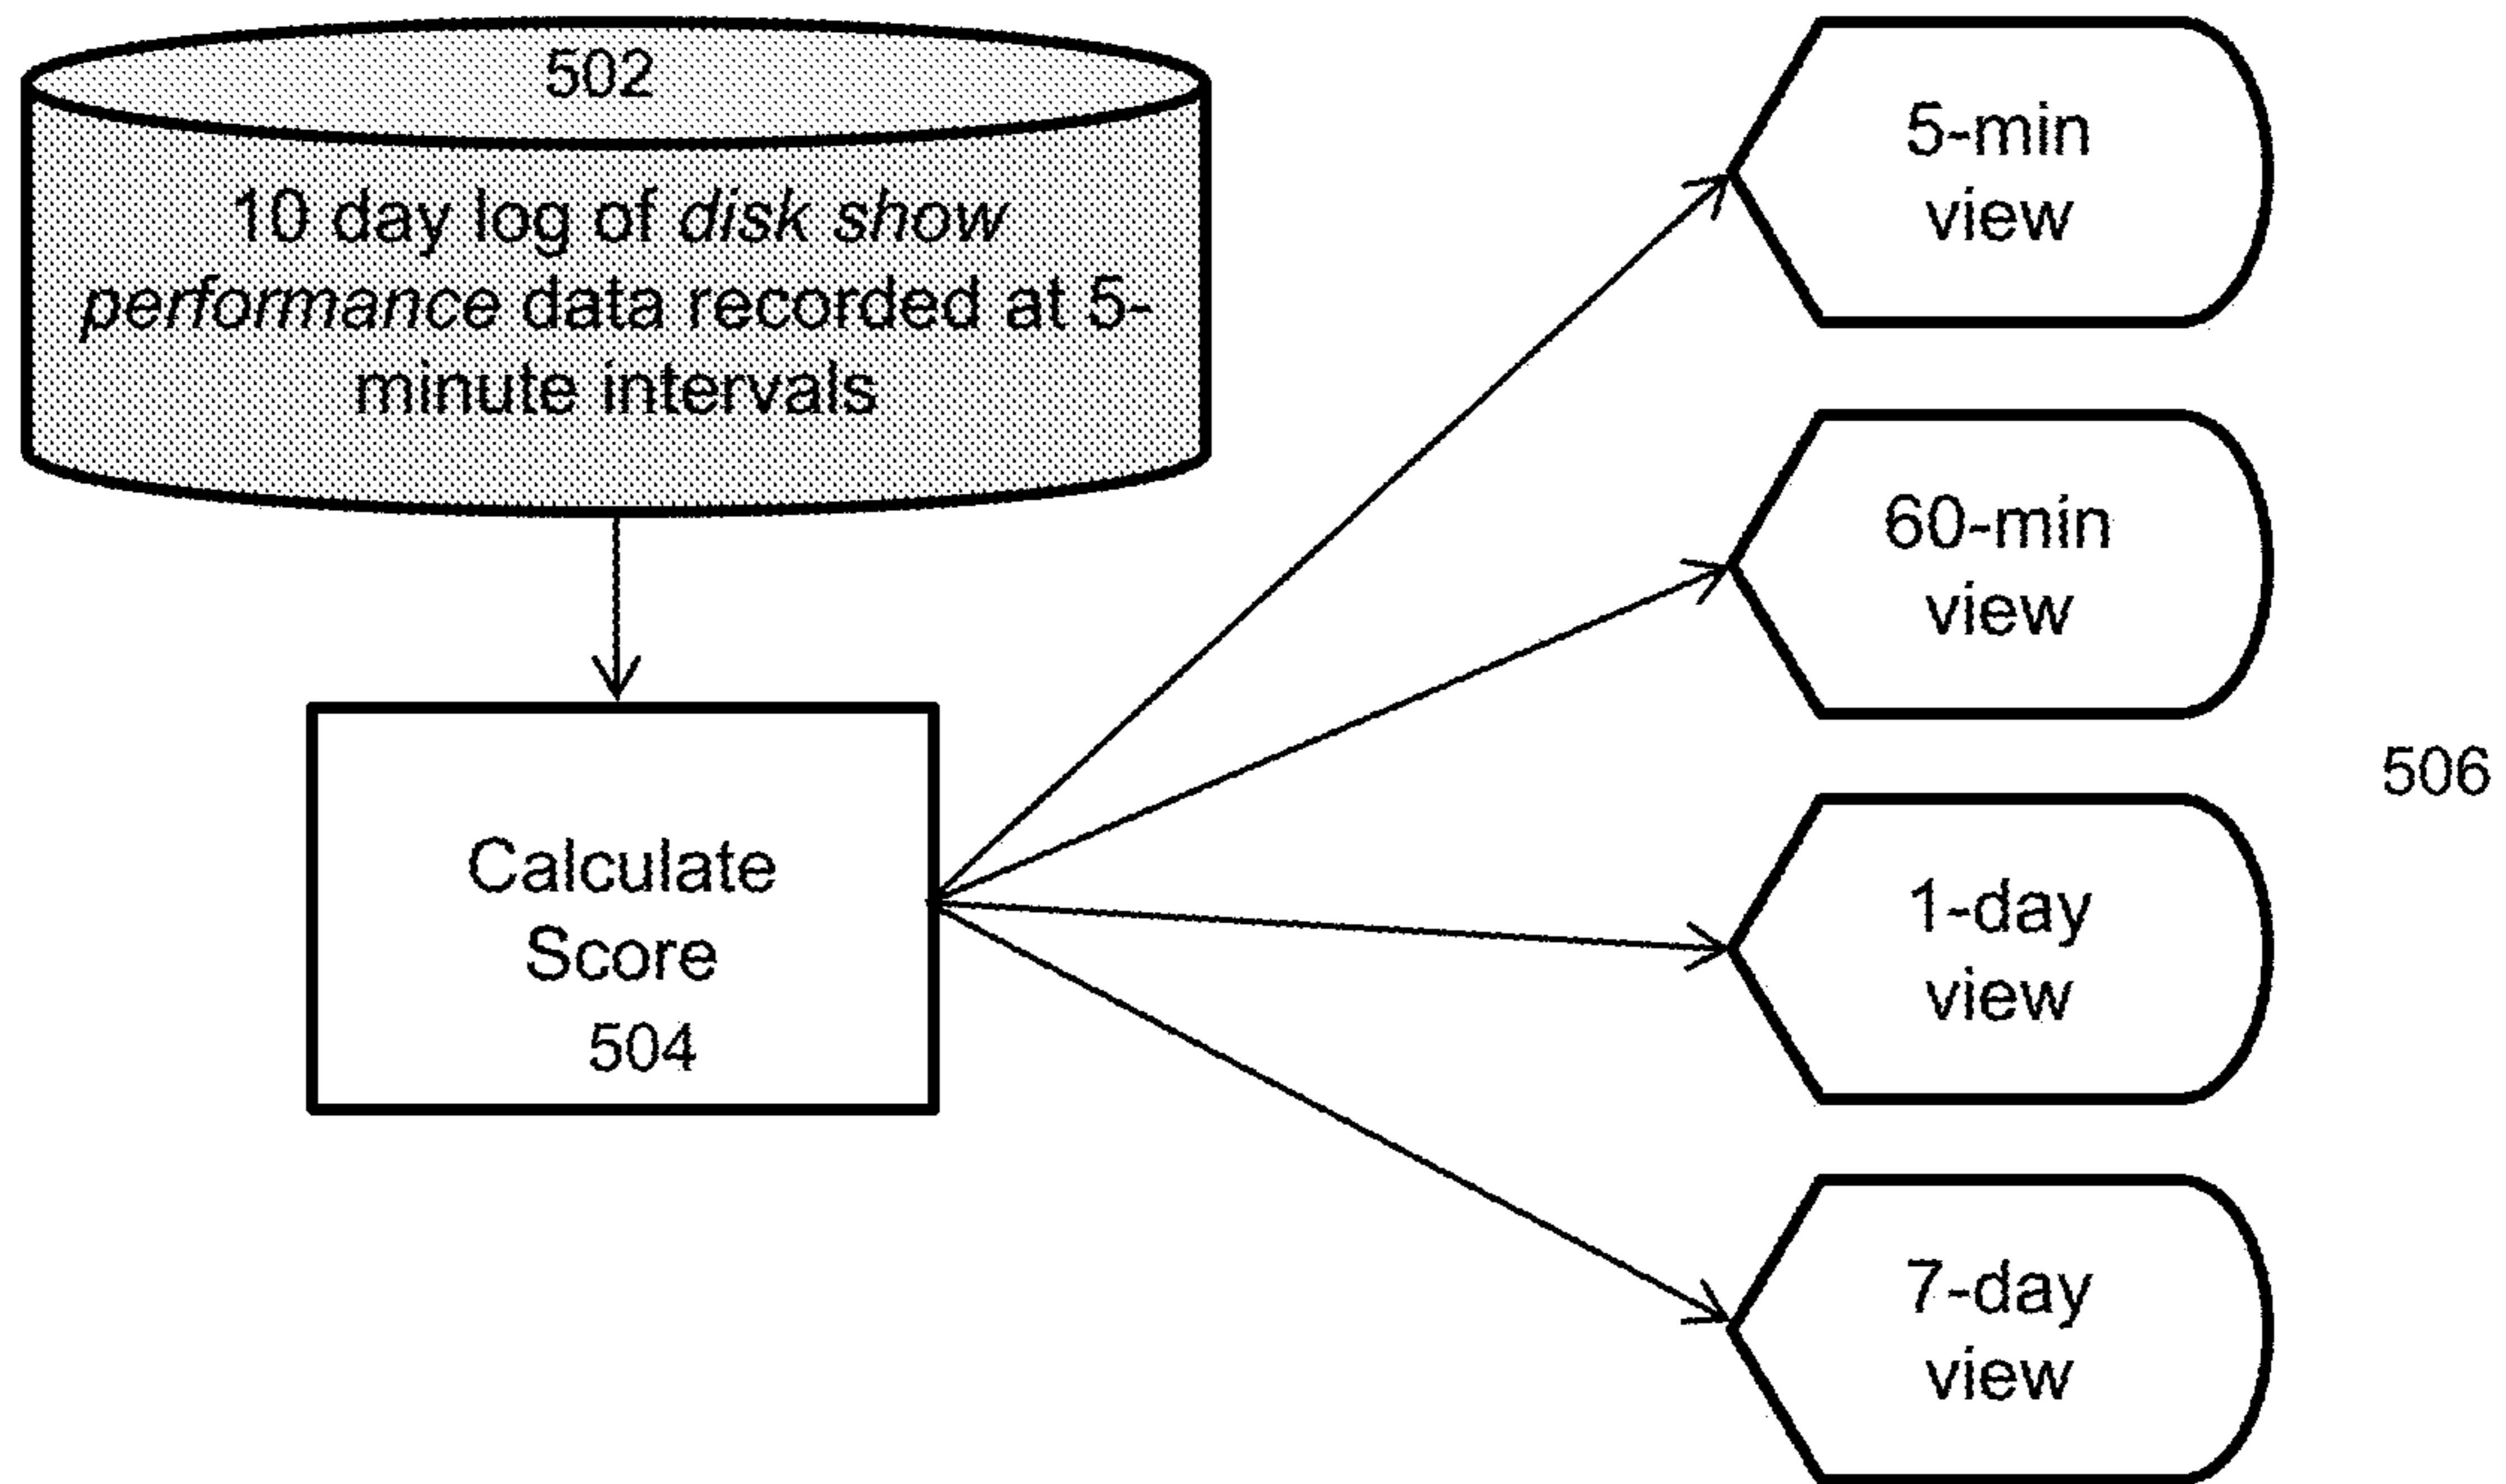 502
10 day log of disk show
performance data recorded at 5-
minute intervals
Calculate
Score
504
5-min
view
60-min
view
506
1-day
view
7-day
view